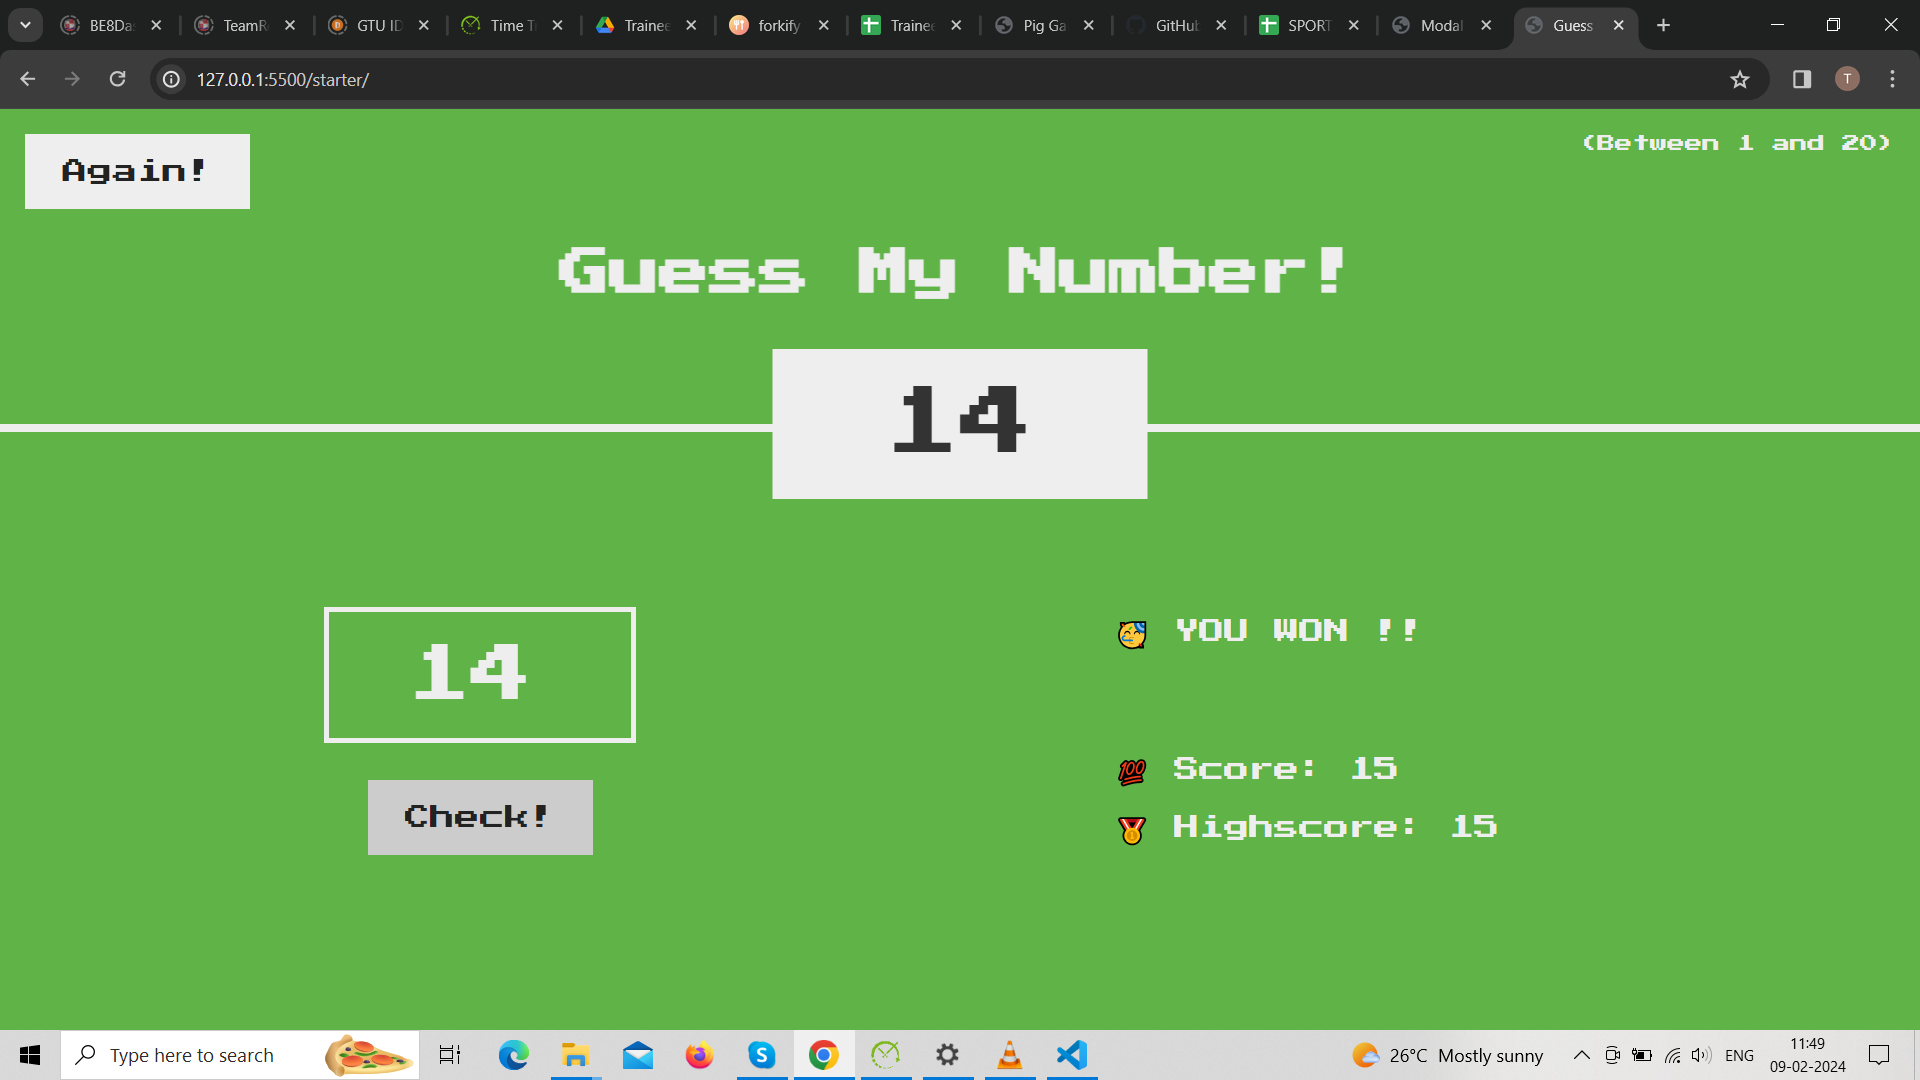 BE8Da
TeamR
GTU ID
Time T
Trainee
forkify
Trainee
Pig Ga
GitHub
SPORT
Modal
Guess
127.0.0.1:5500/starter/
T
Again!
(Between 1 and 20)
Guess My Number!
14
14
YOU WON !!
Check!
100 Score: 15
Highscore: 15
Type here to search
26°C Mostly sunny
ENG
11:49
09-02-2024